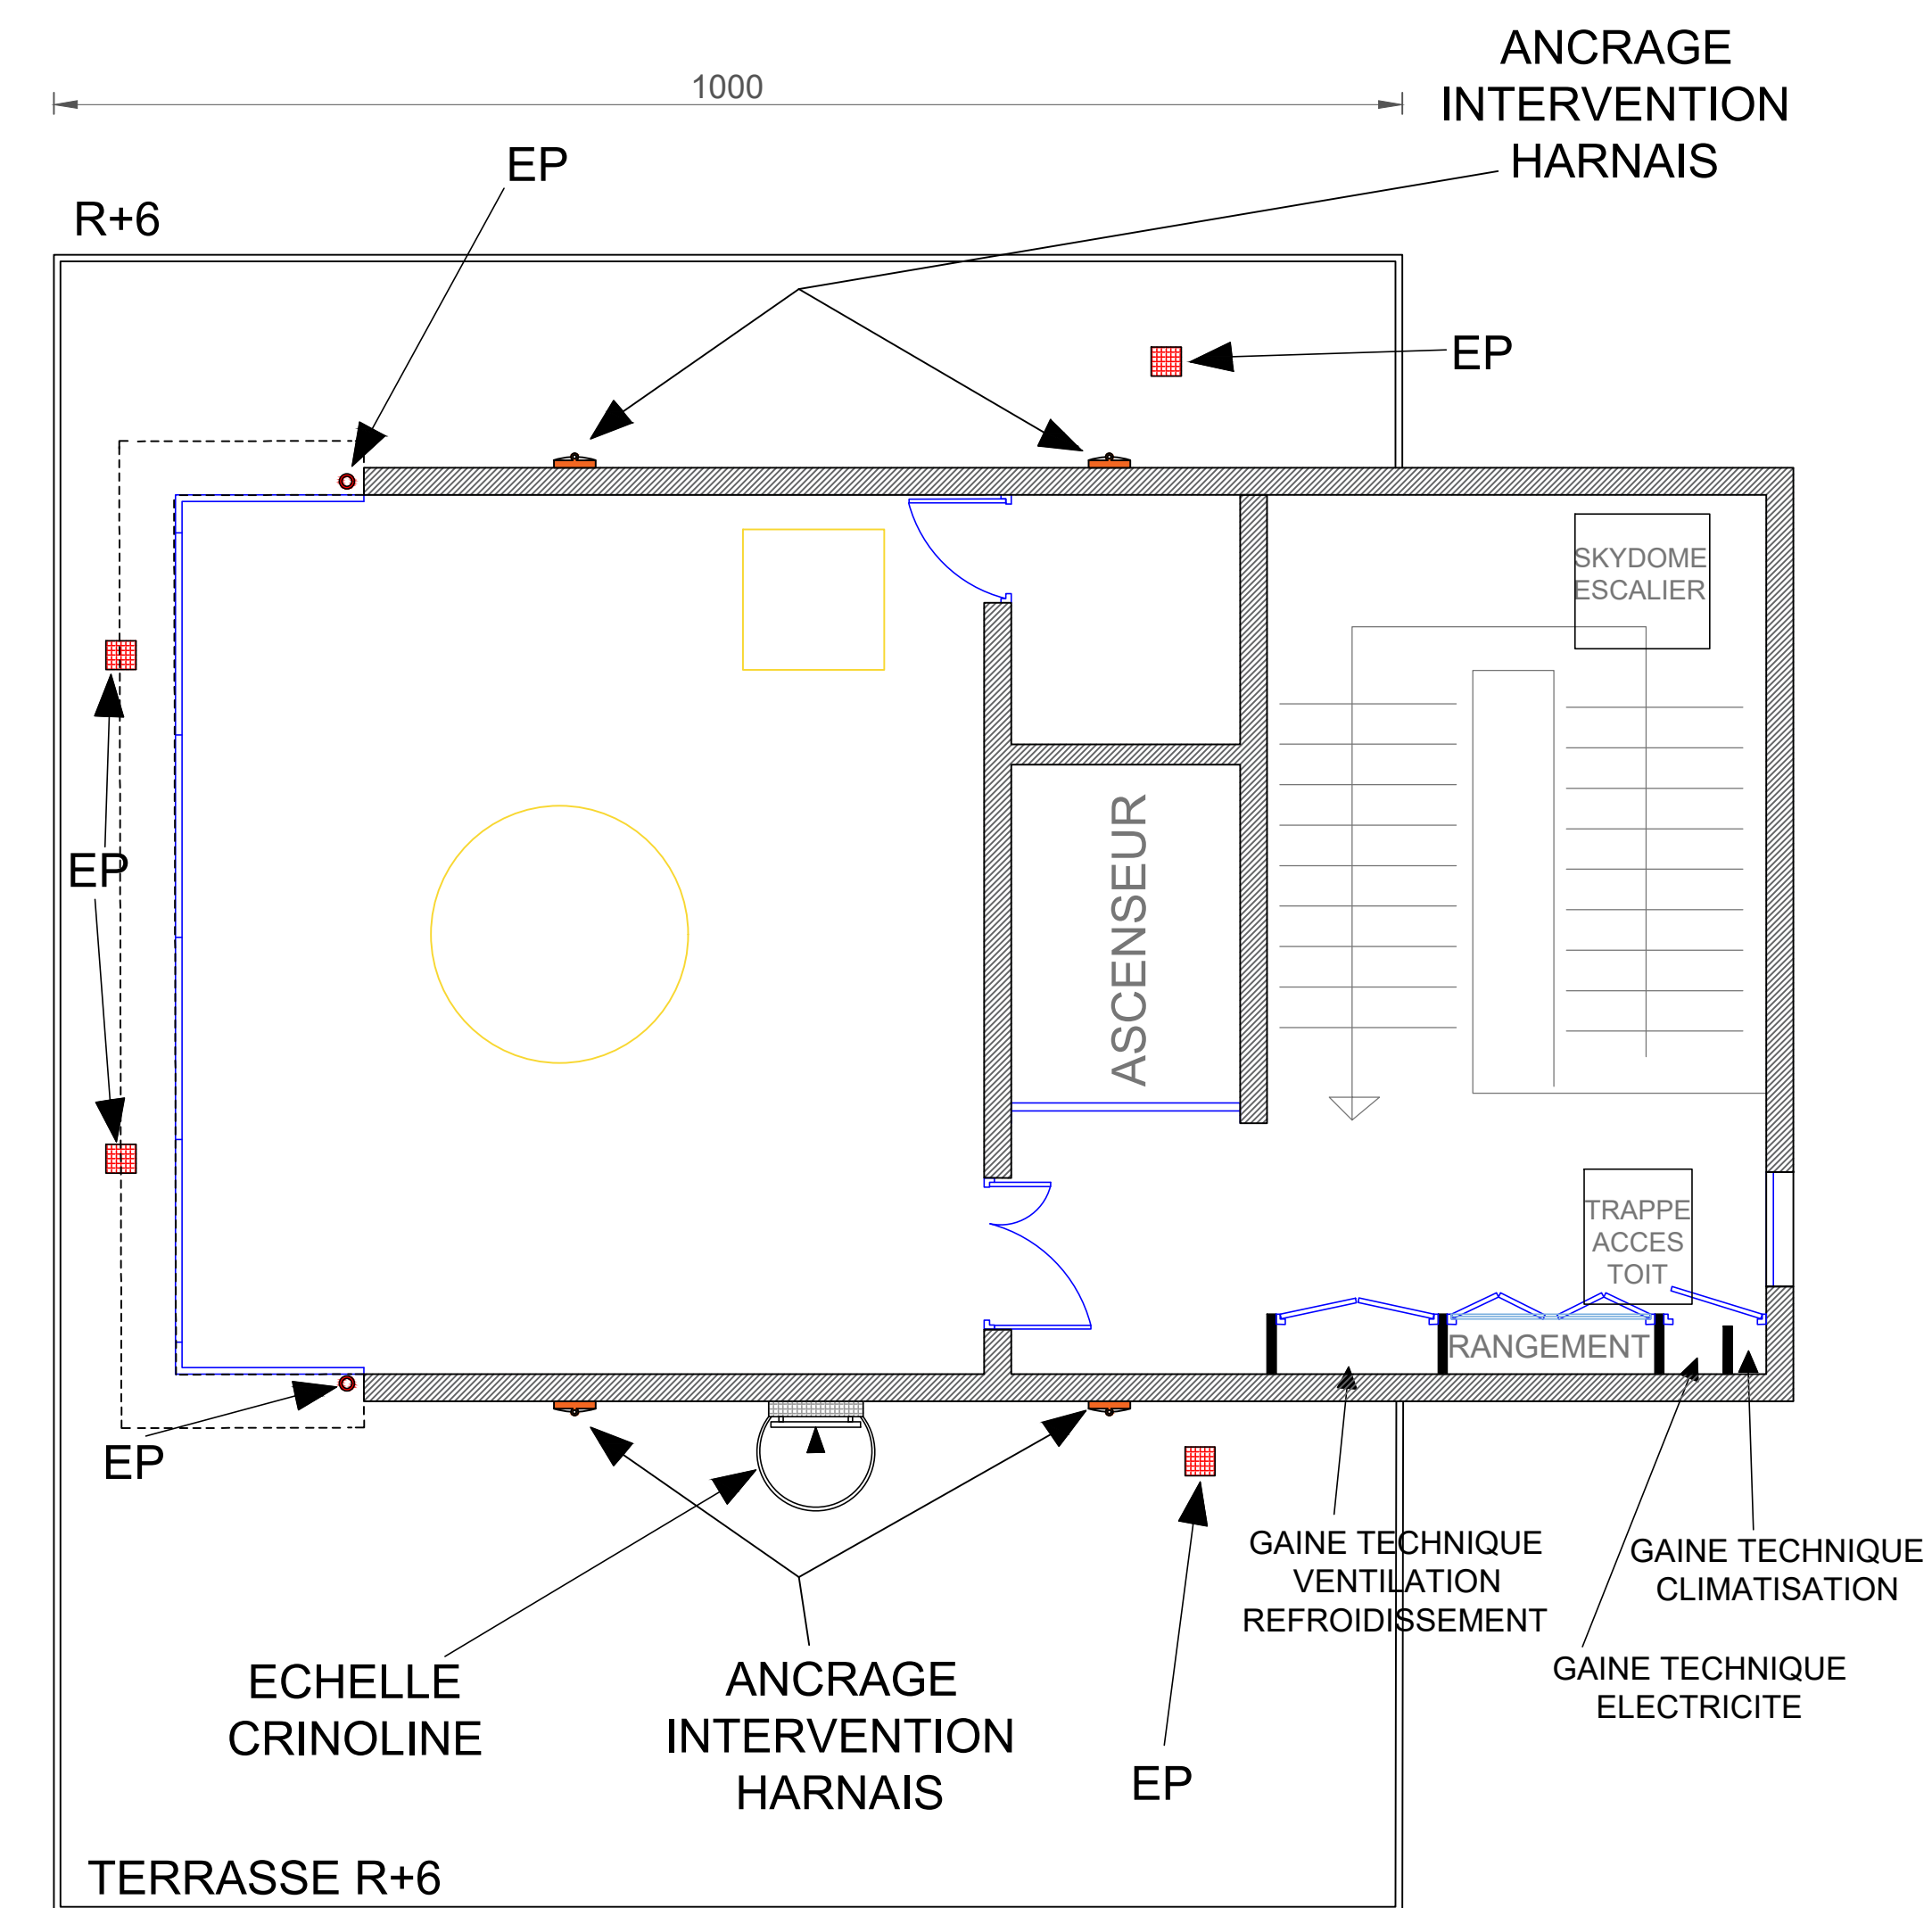 1000
ANCRAGE
INTERVENTION
HARNAIS
EP
R+6
EP
SKYDOME
ESCALIER
EP
ASCENSEUR
TRAPPE
ACCES
TOIT
RANGEMENT
EP
GAINE TECHNIQUE
VENTILATION
REFROIDISSEMENT
GAINE TECHNIQUE
CLIMATISATION
GAINE TECHNIQUE
ELECTRICITE
ECHELLE
CRINOLINE
ANCRAGE
INTERVENTION
HARNAIS
EP
TERRASSE R+6